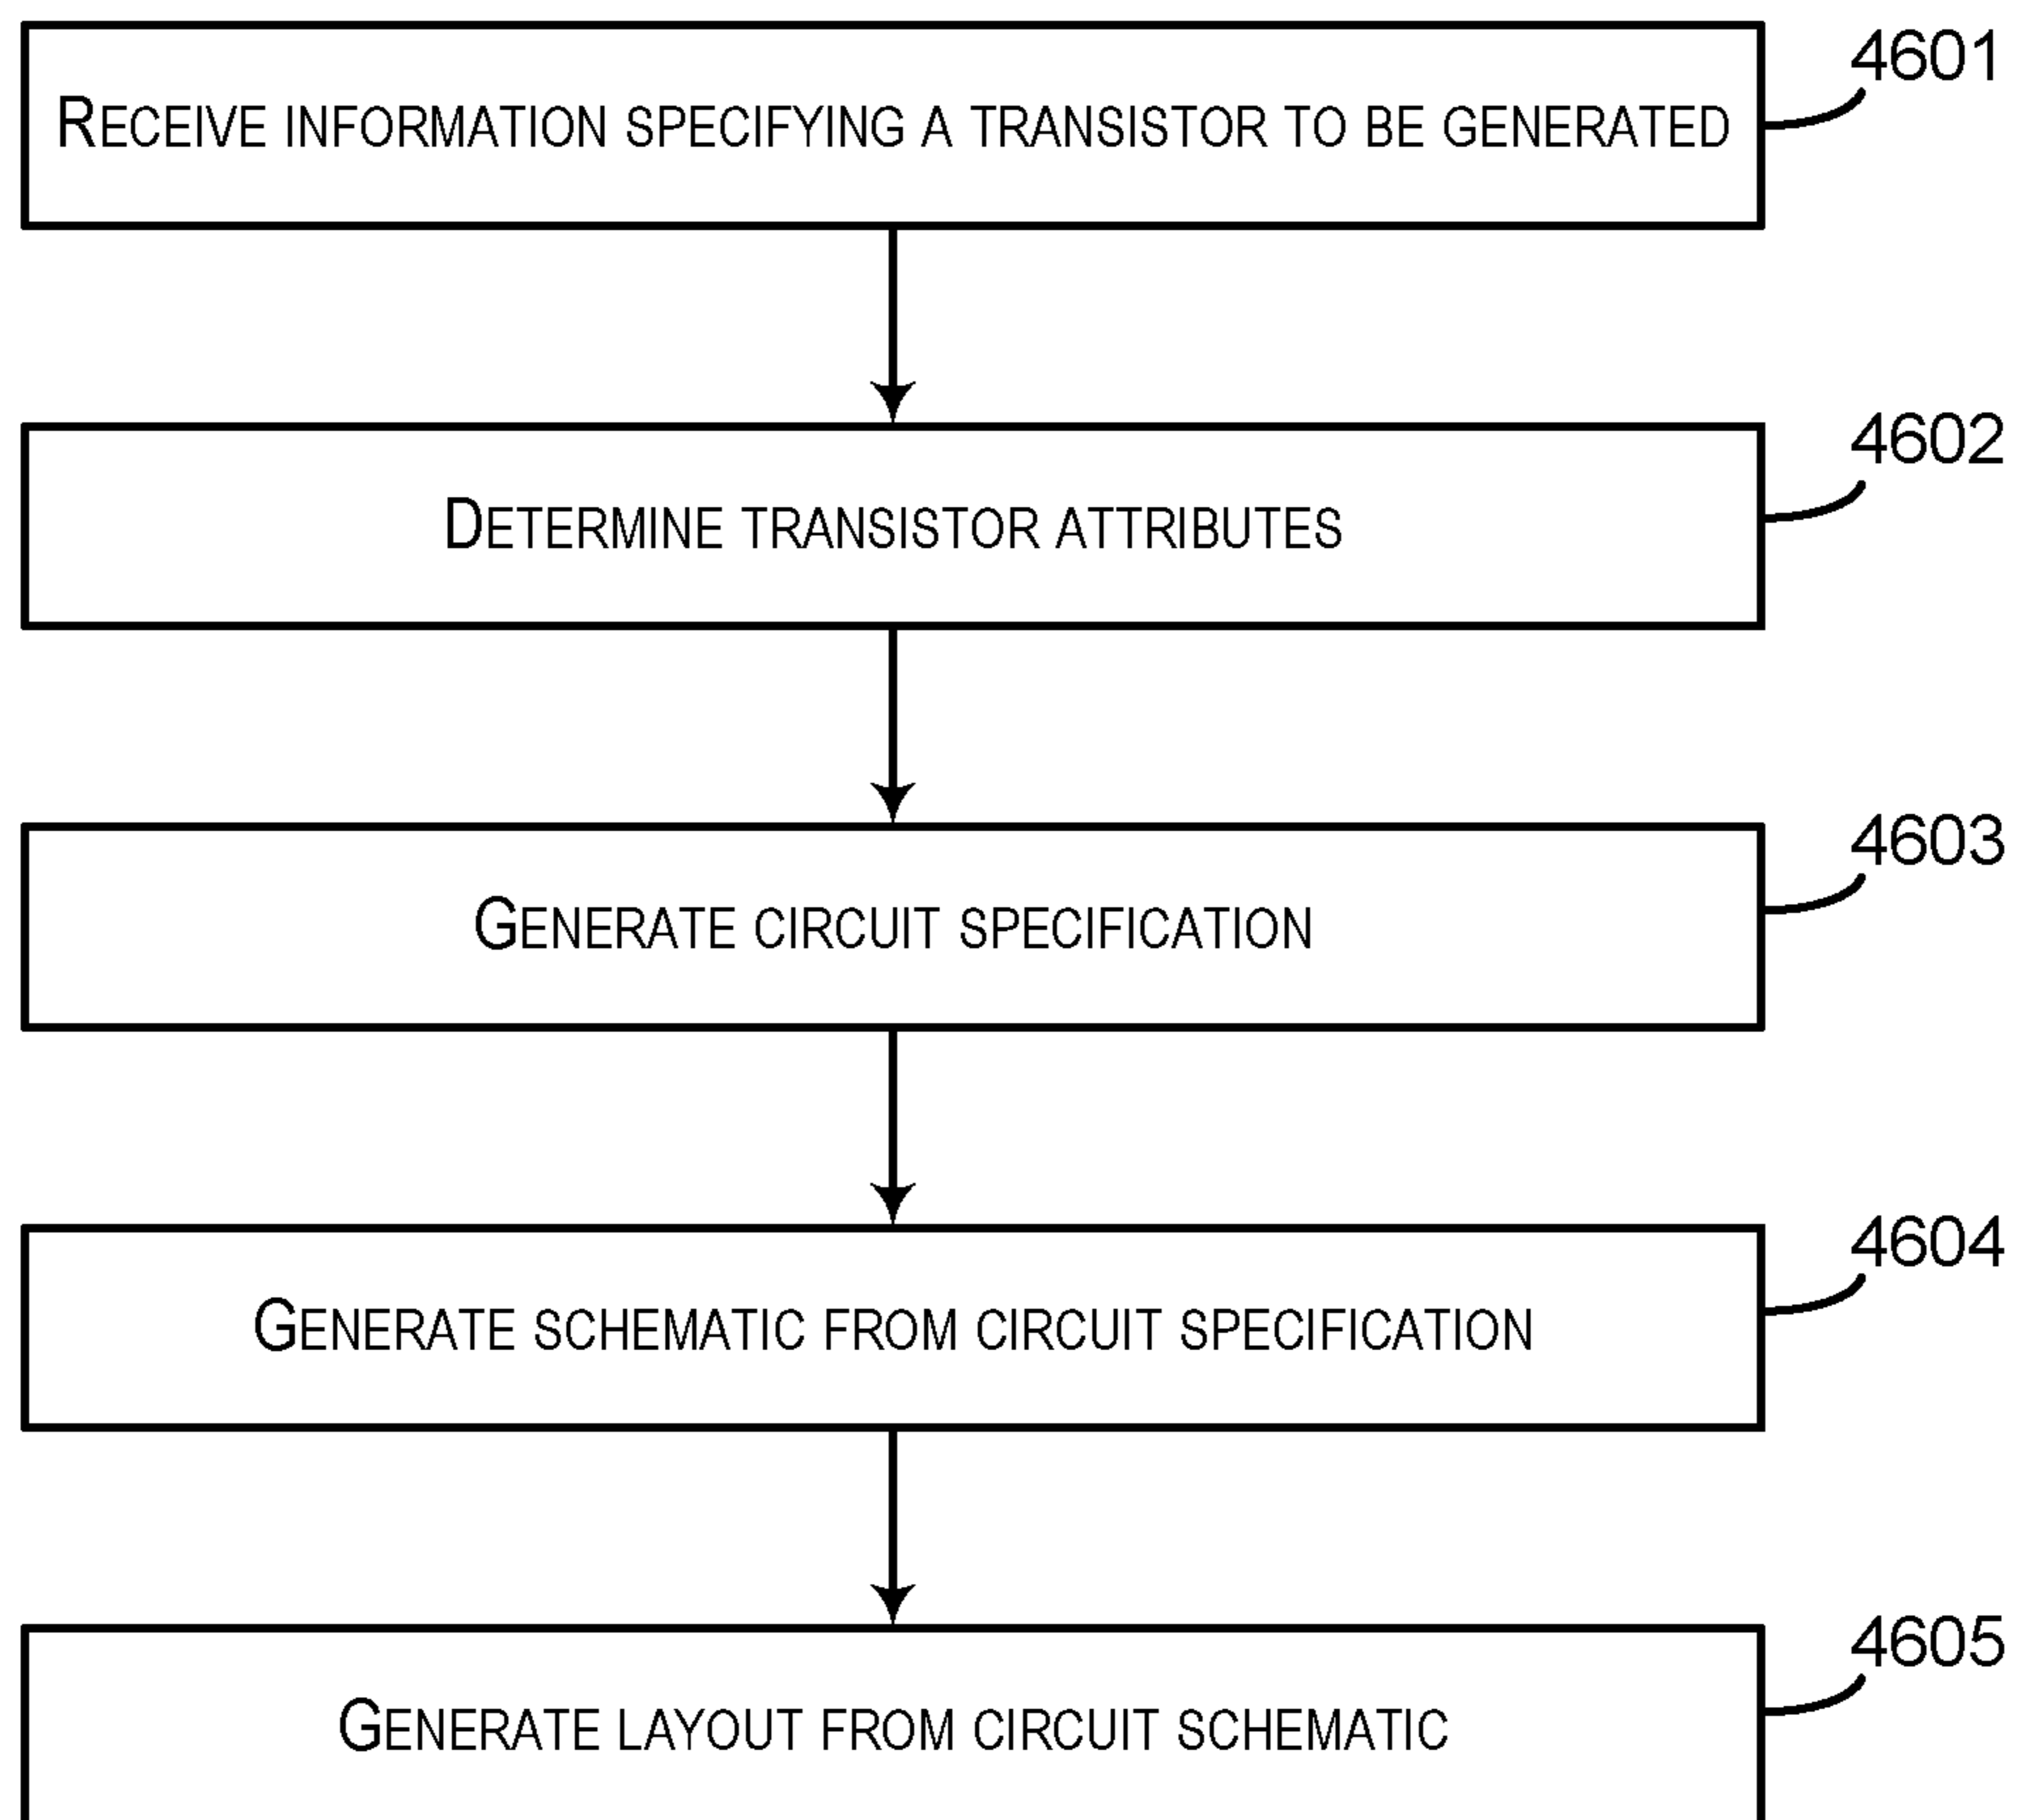 4601
RECEIVE INFORMATION SPECIFYING A TRANSISTOR TO BE GENERATED
4602
DETERMINE TRANSISTOR ATTRIBUTES
4603
GENERATE CIRCUIT SPECIFICATION
4604
GENERATE SCHEMATIC FROM CIRCUIT SPECIFICATION
4605
GENERATE LAYOUT FROM CIRCUIT SCHEMATIC